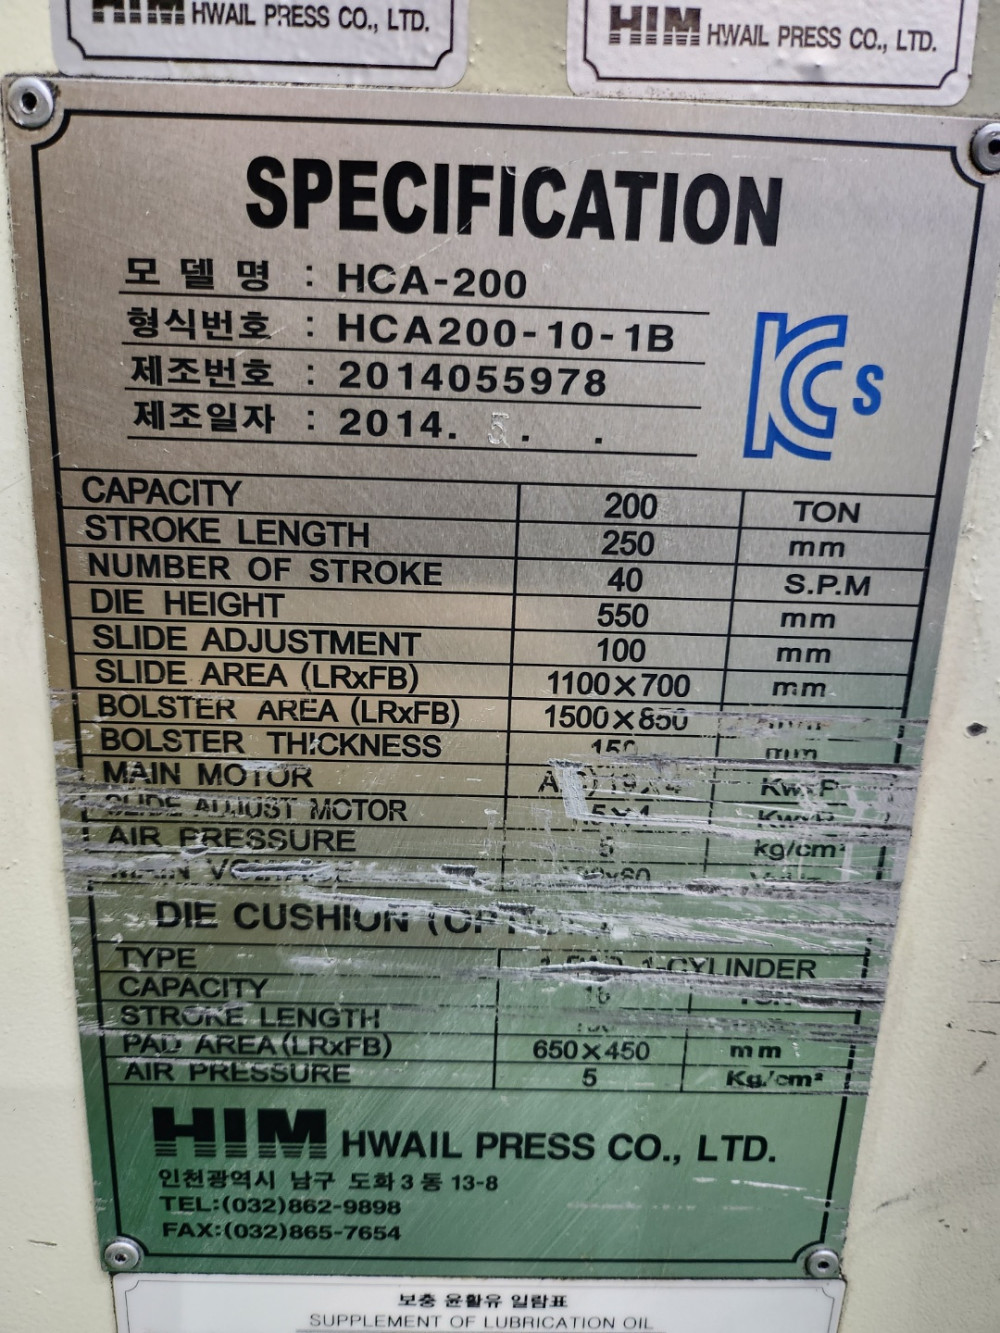 HIM HWAIL PRESS CO., LTD.
HIM HWAIL PRESS CO., LTD.
SPECIFICATION
모 델 명 : HCA-200
형식번호 : HCA200-10-1B
제조번호 : 2014055978
제조일자 : 2014. 5. .
KCs
CAPACITY 200 TON
STROKE LENGTH 250 mm
NUMBER OF STROKE 40 S.P.M
DIE HEIGHT 550 mm
SLIDE ADJUSTMENT 100 mm
SLIDE AREA (LRxFB) 1100×700 mm
BOLSTER AREA (LRxFB) 1500×850
BOLSTER THICKNESS 150 mm
MAIN MOTOR
SLIDE ADJUST MOTOR
AIR PRESSURE 5 kg/cm²
MAIN
DIE CUSHION
TYPE CYLINDER
CAPACITY
STROKE LENGTH
PAD AREA(LRxFB) 650×450 mm
AIR PRESSURE 5 Kg/cm²
HIM HWAIL PRESS CO., LTD.
인천광역시 남구 도화3동 13-8
TEL:(032)862-9898
FAX:(032)865-7654
보충 윤활유 일람표
SUPPLEMENT OF LUBRICATION OIL